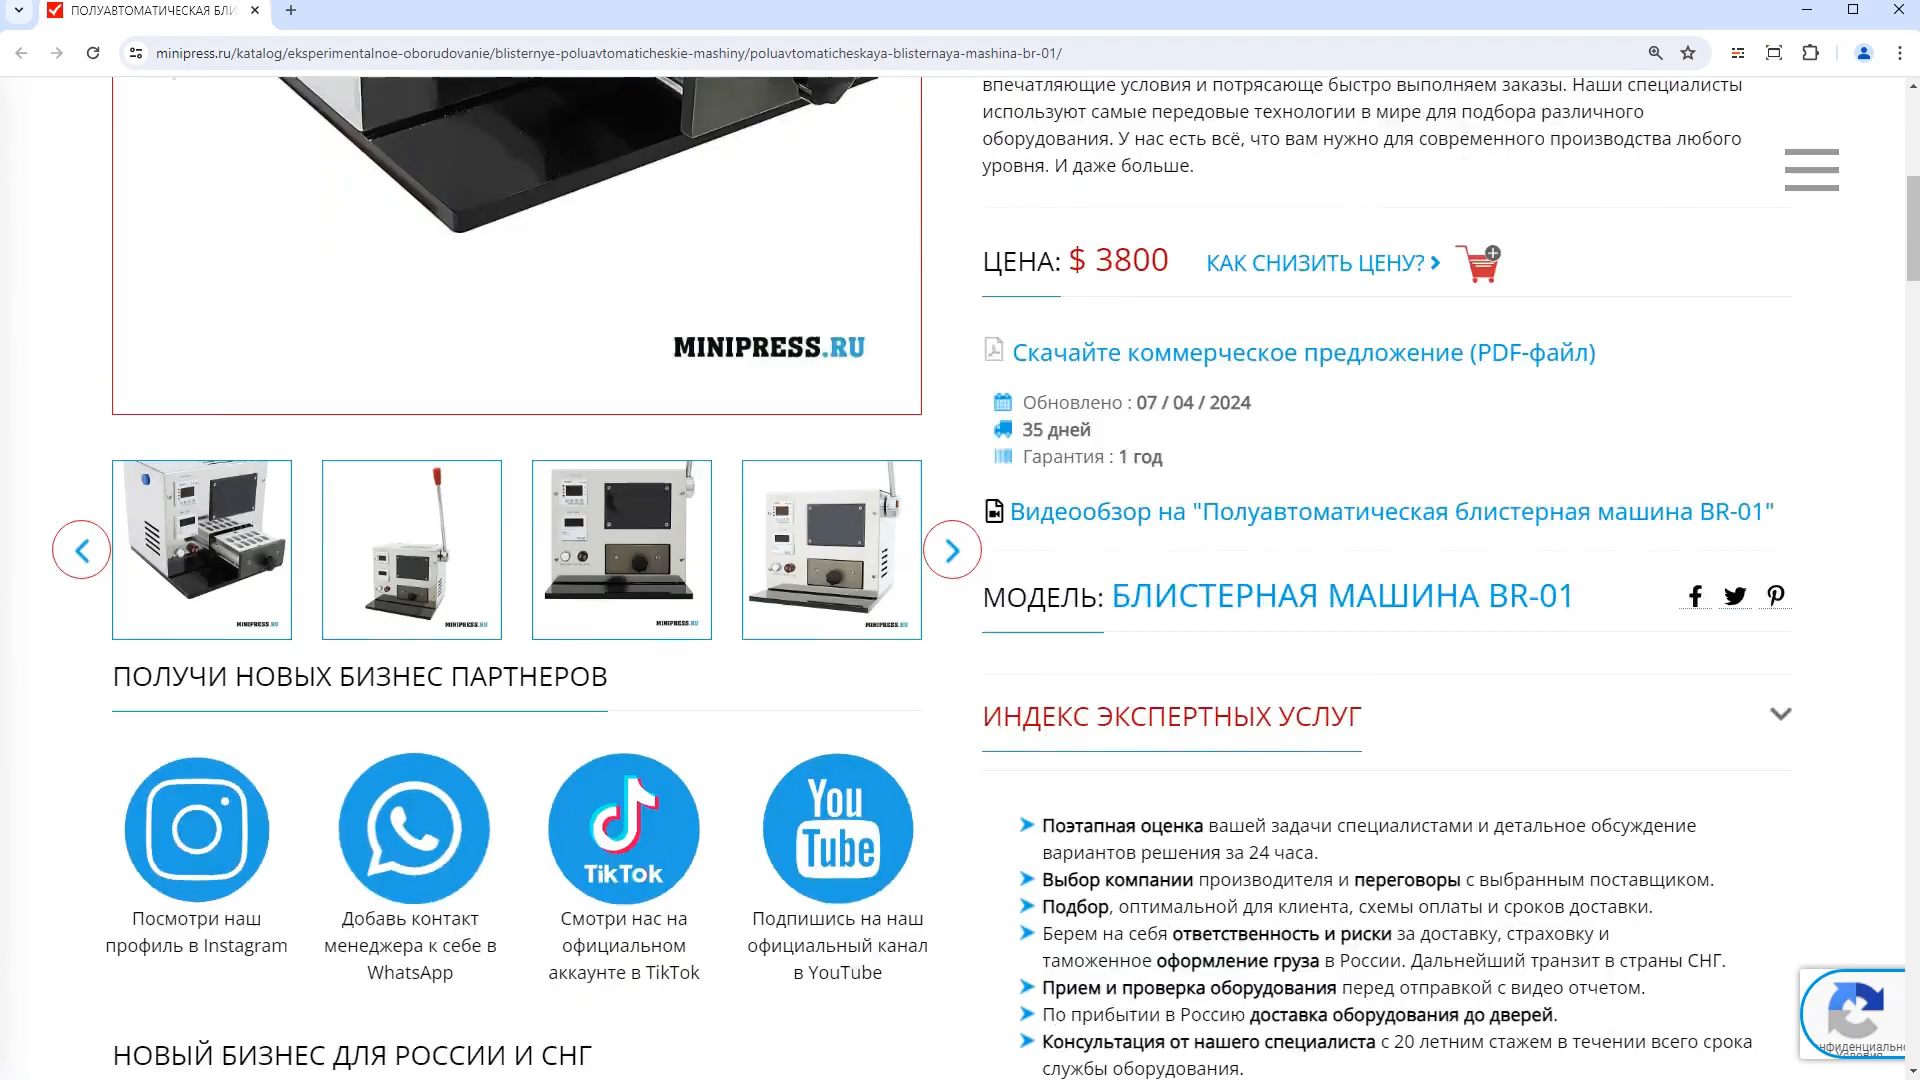 ПОЛУАВТОМАТИЧЕСКАЯ БЛИ
minipress.ru/katalog/eksperimentalnoe-oborudovanie/blisternye-poluavtomaticheskie-mashiny/poluavtomaticheskaya-blisternaya-mashina-br-01/
впечатляющие условия и потрясающе быстро выполняем заказы. Наши специалисты
используют самые передовые технологии в мире для подбора различного
оборудования. У нас есть всё, что вам нужно для современного производства любого
уровня. И даже больше.
ЦЕНА: $ 3800 КАК СНИЗИТЬ ЦЕНУ?
MINIPRESS.RU
Скачайте коммерческое предложение (PDF-файл)
Обновлено : 07 / 04 / 2024
35 дней
Гарантия : 1 год
Видеообзор на "Полуавтоматическая блистерная машина BR-01"
MINIPRESS.RU MINIPRESS.RU MINIPRESS.RU MINIPRESS.RU
МОДЕЛЬ: БЛИСТЕРНАЯ МАШИНА BR-01
ПОЛУЧИ НОВЫХ БИЗНЕС ПАРТНЕРОВ
TikTok
You
Tube
Посмотри наш
профиль в Instagram
Добавь контакт
менеджера к себе в
WhatsApp
Смотри нас на
официальном
аккаунте в TikTok
Подпишись на наш
официальный канал
в YouTube
НОВЫЙ БИЗНЕС ДЛЯ РОССИИ И СНГ
ИНДЕКС ЭКСПЕРТНЫХ УСЛУГ
Поэтапная оценка вашей задачи специалистами и детальное обсуждение
вариантов решения за 24 часа.
Выбор компании производителя и переговоры с выбранным поставщиком.
Подбор, оптимальной для клиента, схемы оплаты и сроков доставки.
Берем на себя ответственность и риски за доставку, страховку и
таможенное оформление груза в России. Дальнейший транзит в страны СНГ.
Прием и проверка оборудования перед отправкой с видео отчетом.
По прибытии в Россию доставка оборудования до дверей.
Консультация от нашего специалиста с 20 летним стажем в течении всего срока
службы оборудования.